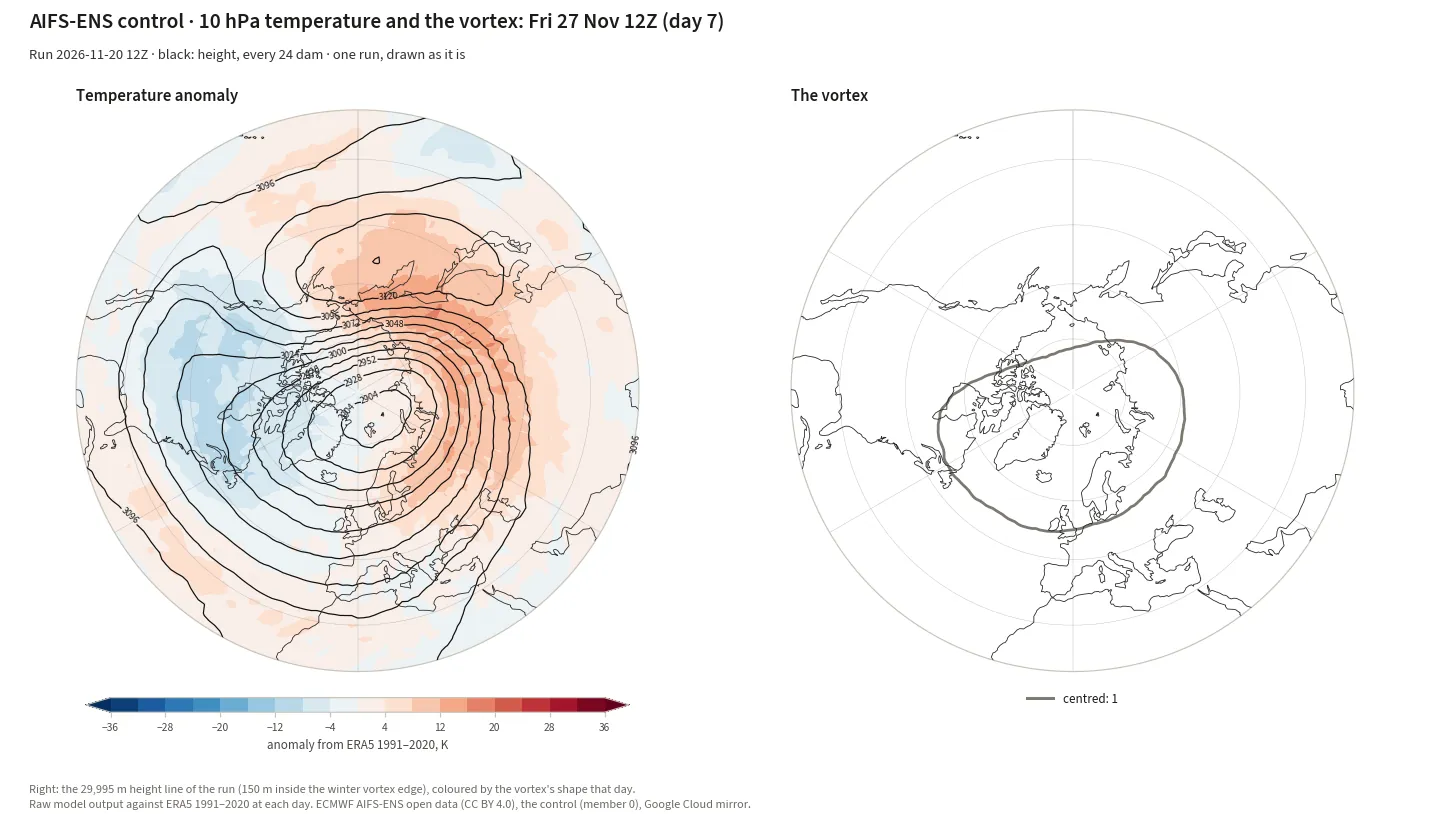 AIFS-ENS control · 10 hPa temperature and the vortex: Fri 27 Nov 12Z (day 7)
Run 2026-11-20 12Z · black: height, every 24 dam · one run, drawn as it is
Temperature anomaly
The vortex
3096
3120
3096
3072
3048
3024
3000
2952
2928
2904
2904
3096
3096
centred: 1
−36 −28 −20 −12 −4 4 12 20 28 36
anomaly from ERA5 1991–2020, K
Right: the 29,995 m height line of the run (150 m inside the winter vortex edge), coloured by the vortex's shape that day.
Raw model output against ERA5 1991–2020 at each day. ECMWF AIFS-ENS open data (CC BY 4.0), the control (member 0), Google Cloud mirror.